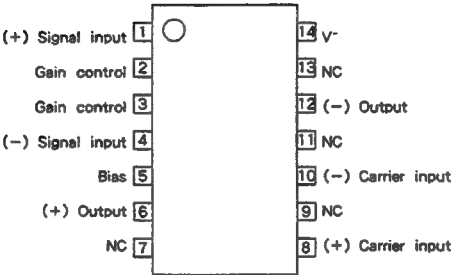 (+) Signal input 1 14 V-
Gain control 2 13 NC
Gain control 3 12 (-) Output
(-) Signal input 4 11 NC
Bias 5 10 (-) Carrier input
(+) Output 6 9 NC
NC 7 8 (+) Carrier input